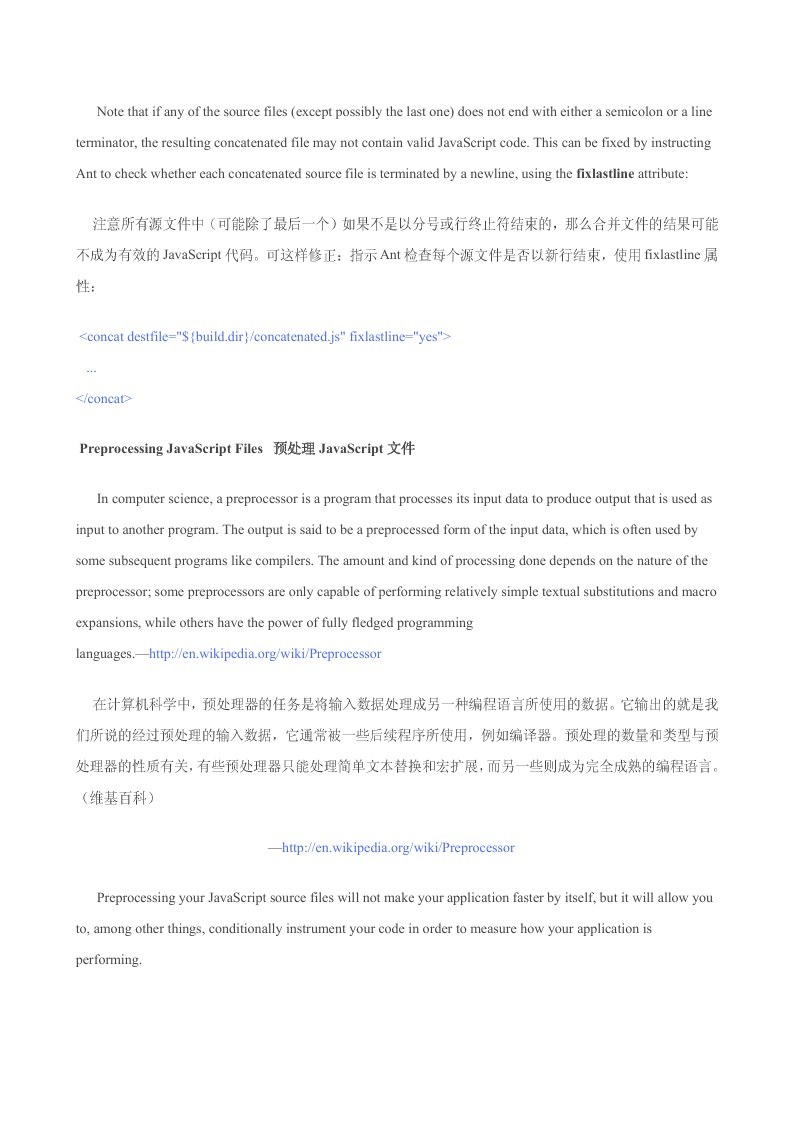 Note that if any of the source files (except possibly the last one) does not end with either a semicolon or a line
terminator, the resulting concatenated file may not contain valid JavaScript code. This can be fixed by instructing
Ant to check whether each concatenated source file is terminated by a newline, using the fixlastline attribute:
注意所有源文件中（可能除了最后一个）如果不是以分号或行终止符结束的，那么合并文件的结果可能
不成为有效的 JavaScript 代码。可这样修正：指示 Ant 检查每个源文件是否以新行结束，使用 fixlastline 属
性：
<concat destfile="${build.dir}/concatenated.js" fixlastline="yes">
...
</concat>
Preprocessing JavaScript Files 预处理 JavaScript 文件
In computer science, a preprocessor is a program that processes its input data to produce output that is used as
input to another program. The output is said to be a preprocessed form of the input data, which is often used by
some subsequent programs like compilers. The amount and kind of processing done depends on the nature of the
preprocessor; some preprocessors are only capable of performing relatively simple textual substitutions and macro
expansions, while others have the power of fully fledged programming
languages.—http://en.wikipedia.org/wiki/Preprocessor
在计算机科学中，预处理器的任务是将输入数据处理成另一种编程语言所使用的数据。它输出的就是我
们所说的经过预处理的输入数据，它通常被一些后续程序所使用，例如编译器。预处理的数量和类型与预
处理器的性质有关，有些预处理器只能处理简单文本替换和宏扩展，而另一些则成为完全成熟的编程语言。
（维基百科）
—http://en.wikipedia.org/wiki/Preprocessor
Preprocessing your JavaScript source files will not make your application faster by itself, but it will allow you
to, among other things, conditionally instrument your code in order to measure how your application is
performing.